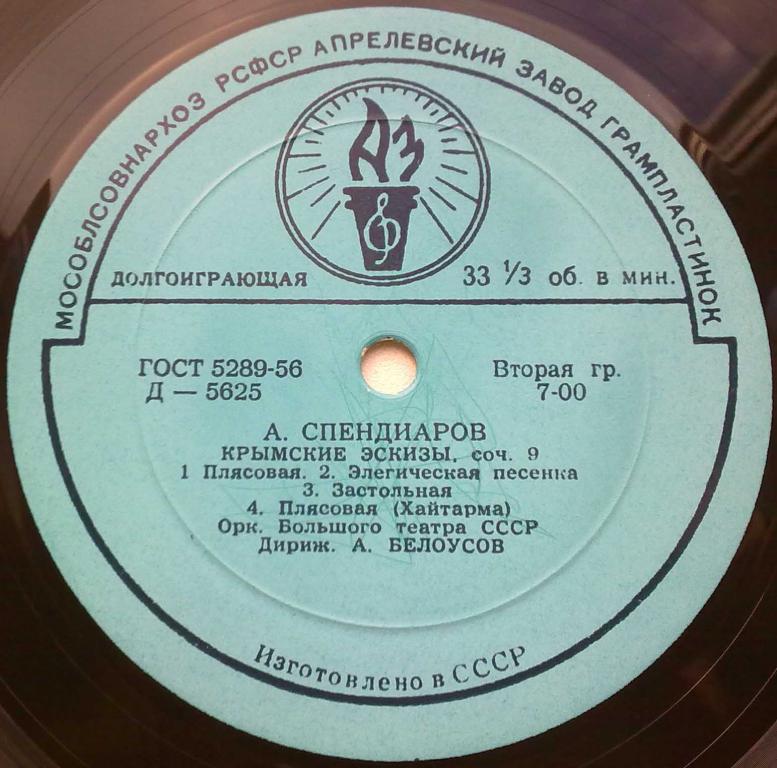 МОСОБЛСОВНАРХОЗ РСФСР АПРЕЛЕВСКИЙ ЗАВОД ГРАМПЛАСТИНОК
АЗ
ДОЛГОИГРАЮЩАЯ 33 1/3 об. в мин.
ГОСТ 5289-56 Вторая гр.
Д — 5625 7-00
А. СПЕНДИАРОВ
КРЫМСКИЕ ЭСКИЗЫ, соч. 9
1 Плясовая. 2. Элегическая песенка
3. Застольная
4. Плясовая (Хайтарма)
Орк. Большого театра СССР
Дириж. А. БЕЛОУСОВ
Изготовлено в СССР